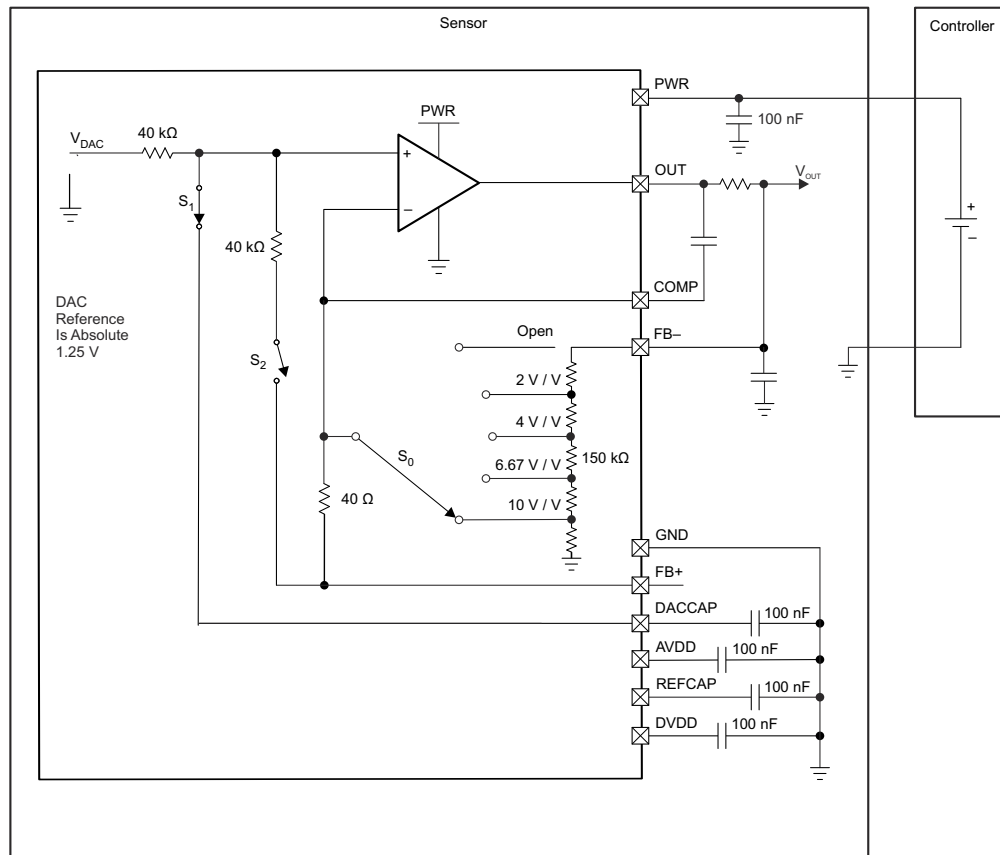 Sensor
Controller
PWR
PWR
100 nF
V_DAC
40 kΩ
+
−
OUT
V_OUT
+
−
S_1
40 kΩ
COMP
DAC
Reference
Is Absolute
1.25 V
Open
FB−
S_2
2 V / V
4 V / V
S_0
6.67 V / V
150 kΩ
40 Ω
10 V / V
GND
FB+
DACCAP
100 nF
AVDD
100 nF
REFCAP
100 nF
DVDD
100 nF